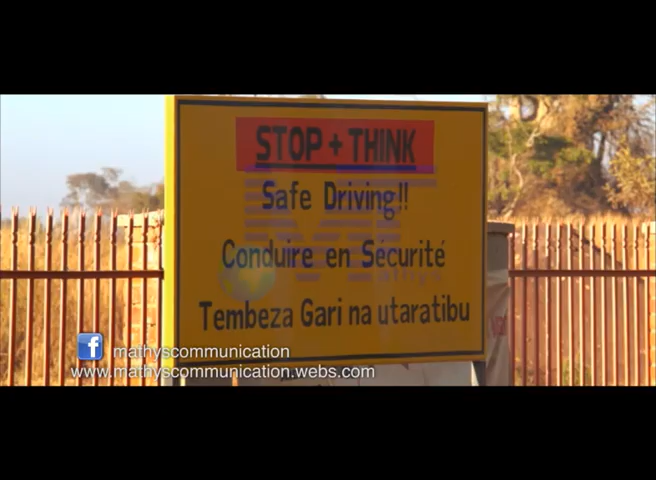 STOP + THINK
Safe Driving!!
Conduire en Sécurité
Tembeza Gari na utaratibu
mathyscommunication
www.mathyscommunication.webs.com